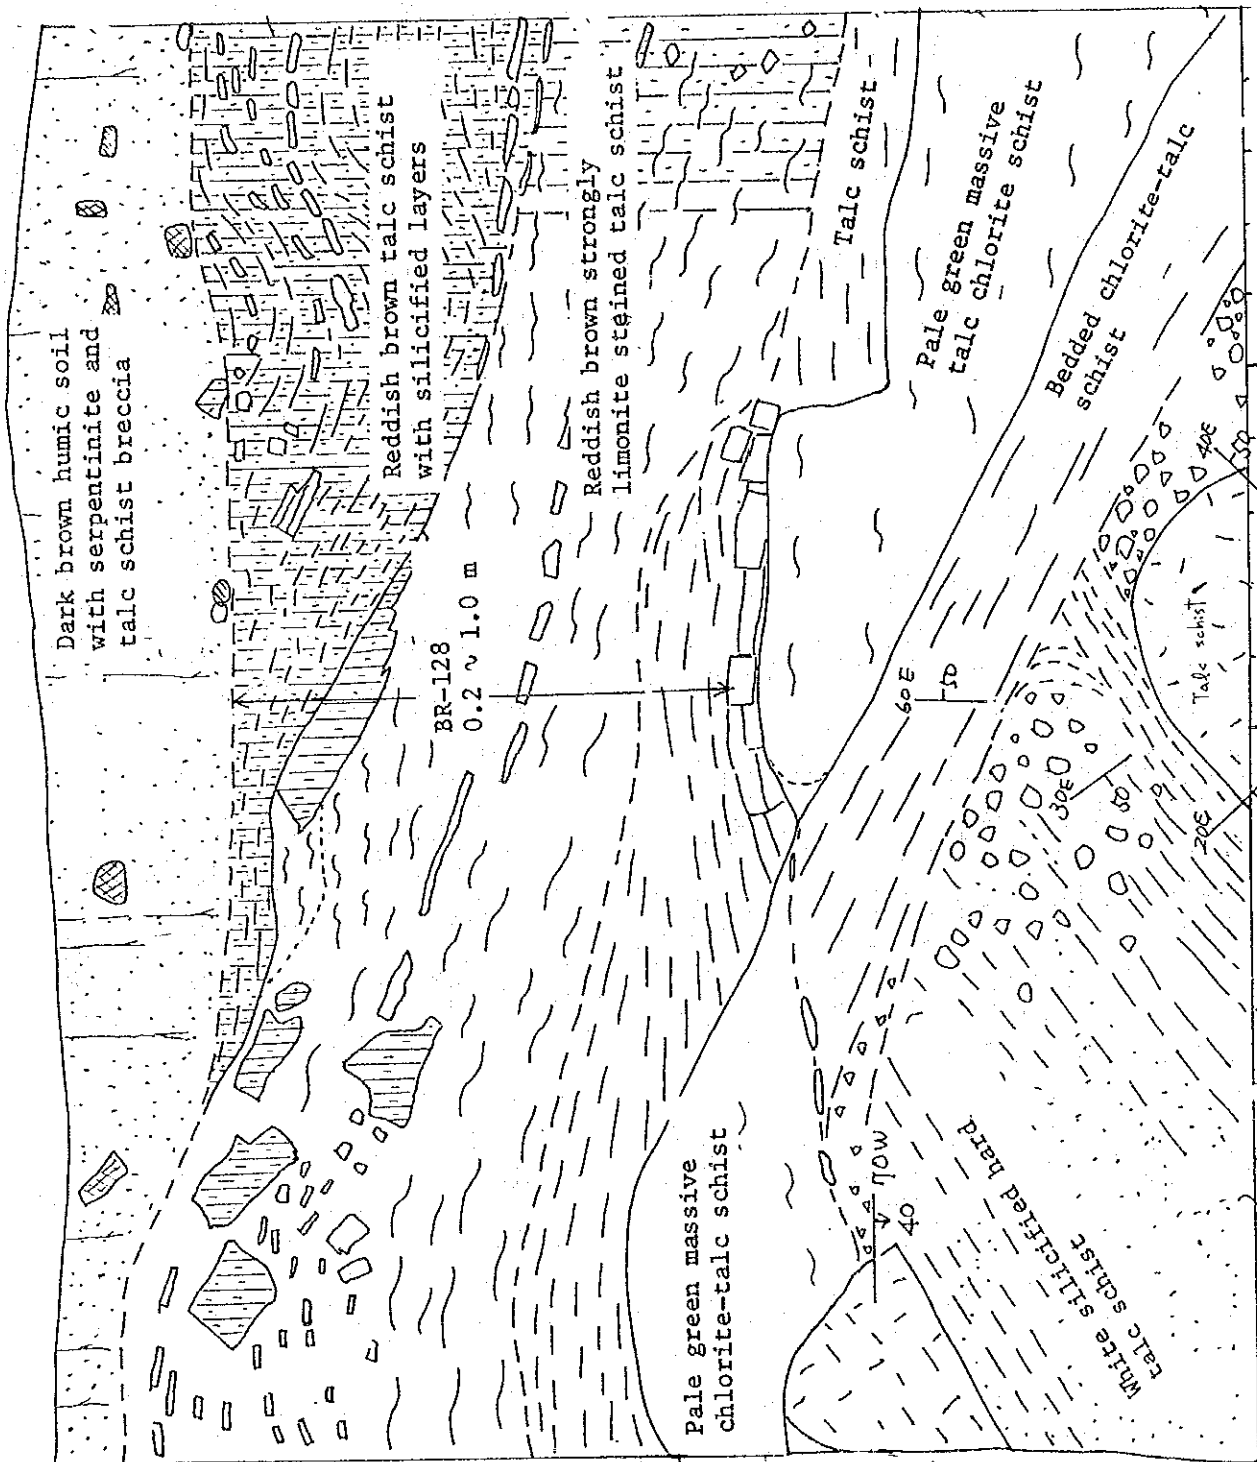 Dark brown humic soil
with serpentinite and
talc schist breccia
Reddish brown talc schist
with silicified layers
BR-128
0.2 ~ 1.0 m
Reddish brown strongly
limonite stained talc schist
Talc schist
Pale green massive
talc chlorite schist
Bedded chlorite-talc
schist
Pale green massive
chlorite-talc schist
60E
50
30E
50
20E
40E
50
Talc schist
70W
40
White silicified hard
talc schist